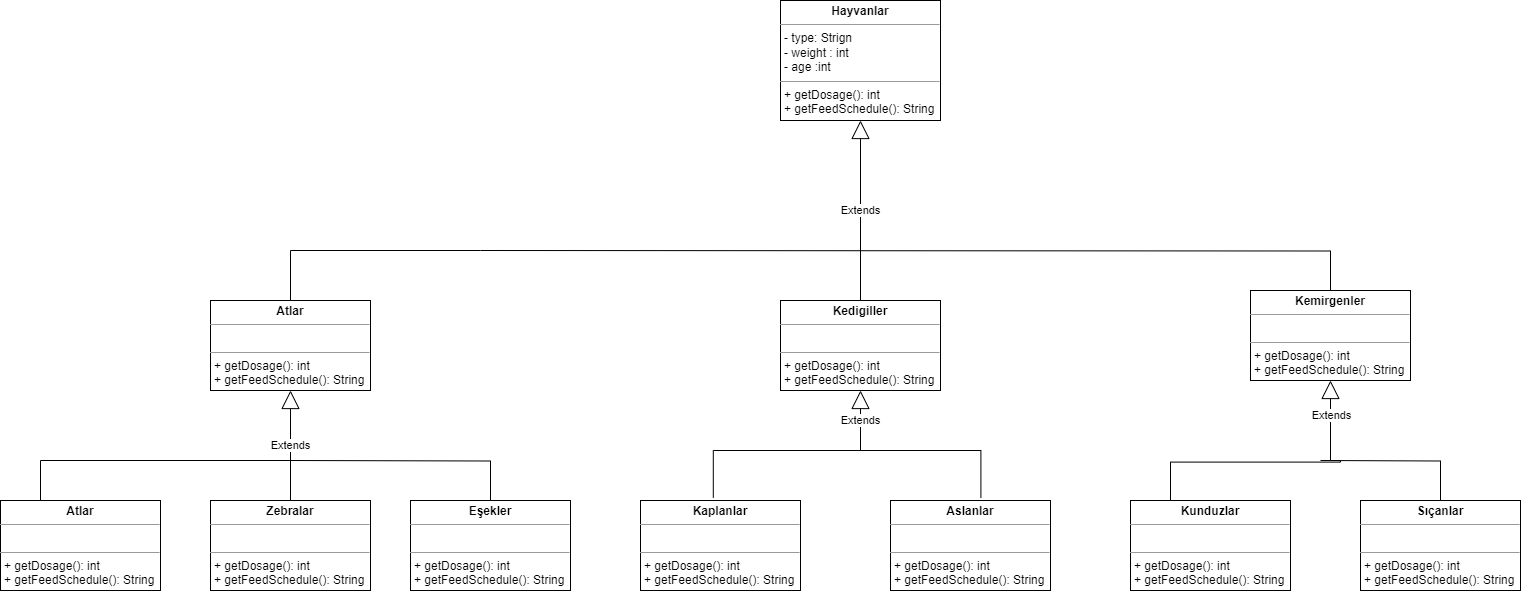 Hayvanlar
- type: Strign
- weight : int
- age :int
+ getDosage(): int
+ getFeedSchedule(): String
Extends
Atlar
+ getDosage(): int
+ getFeedSchedule(): String
Kedigiller
+ getDosage(): int
+ getFeedSchedule(): String
Kemirgenler
+ getDosage(): int
+ getFeedSchedule(): String
Extends
Extends
Extends
Atlar
+ getDosage(): int
+ getFeedSchedule(): String
Zebralar
+ getDosage(): int
+ getFeedSchedule(): String
Eşekler
+ getDosage(): int
+ getFeedSchedule(): String
Kaplanlar
+ getDosage(): int
+ getFeedSchedule(): String
Aslanlar
+ getDosage(): int
+ getFeedSchedule(): String
Kunduzlar
+ getDosage(): int
+ getFeedSchedule(): String
Sıçanlar
+ getDosage(): int
+ getFeedSchedule(): String